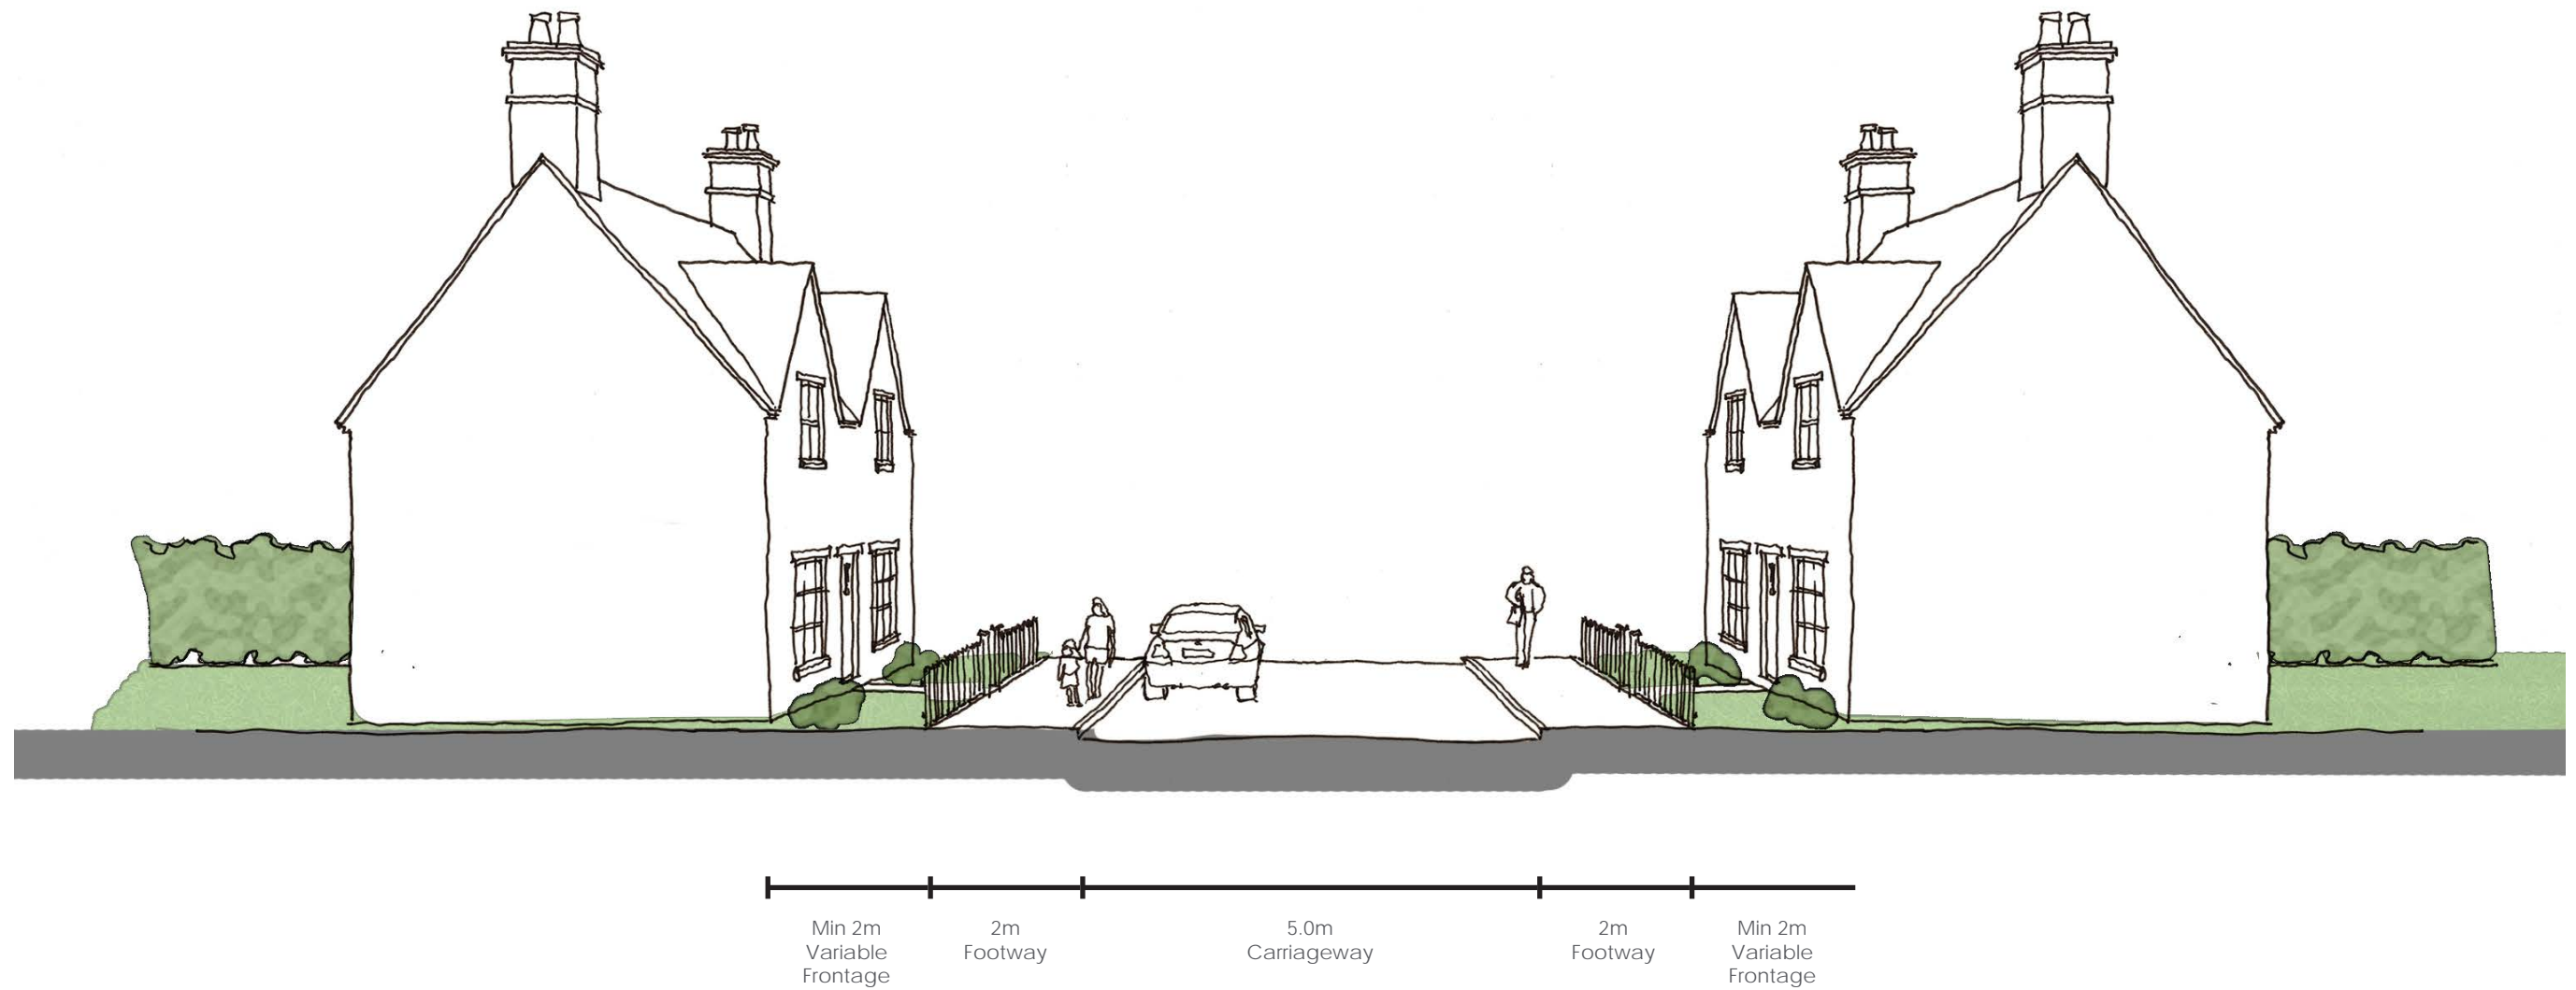 Min 2m
Variable
Frontage
2m
Footway
5.0m
Carriageway
2m
Footway
Min 2m
Variable
Frontage